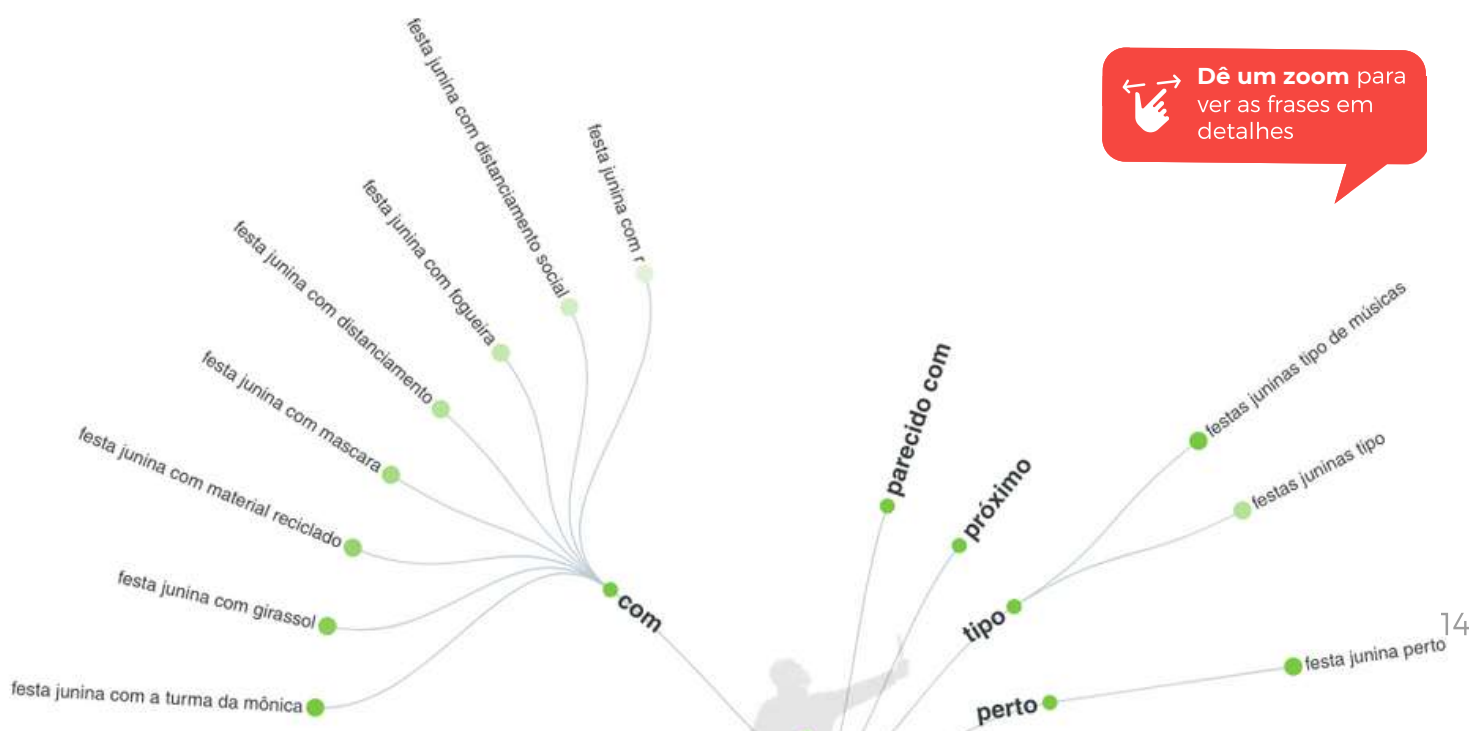 Dê um zoom para
ver as frases em
detalhes
festa junina com r
festa junina com distanciamento social
festa junina com fogueira
festa junina com distanciamento
festa junina com mascara
festa junina com material reciclado
festa junina com girassol
festa junina com a turma da mônica
com
parecido com
próximo
tipo
festas juninas tipo de músicas
festas juninas tipo
perto
festa junina perto
14